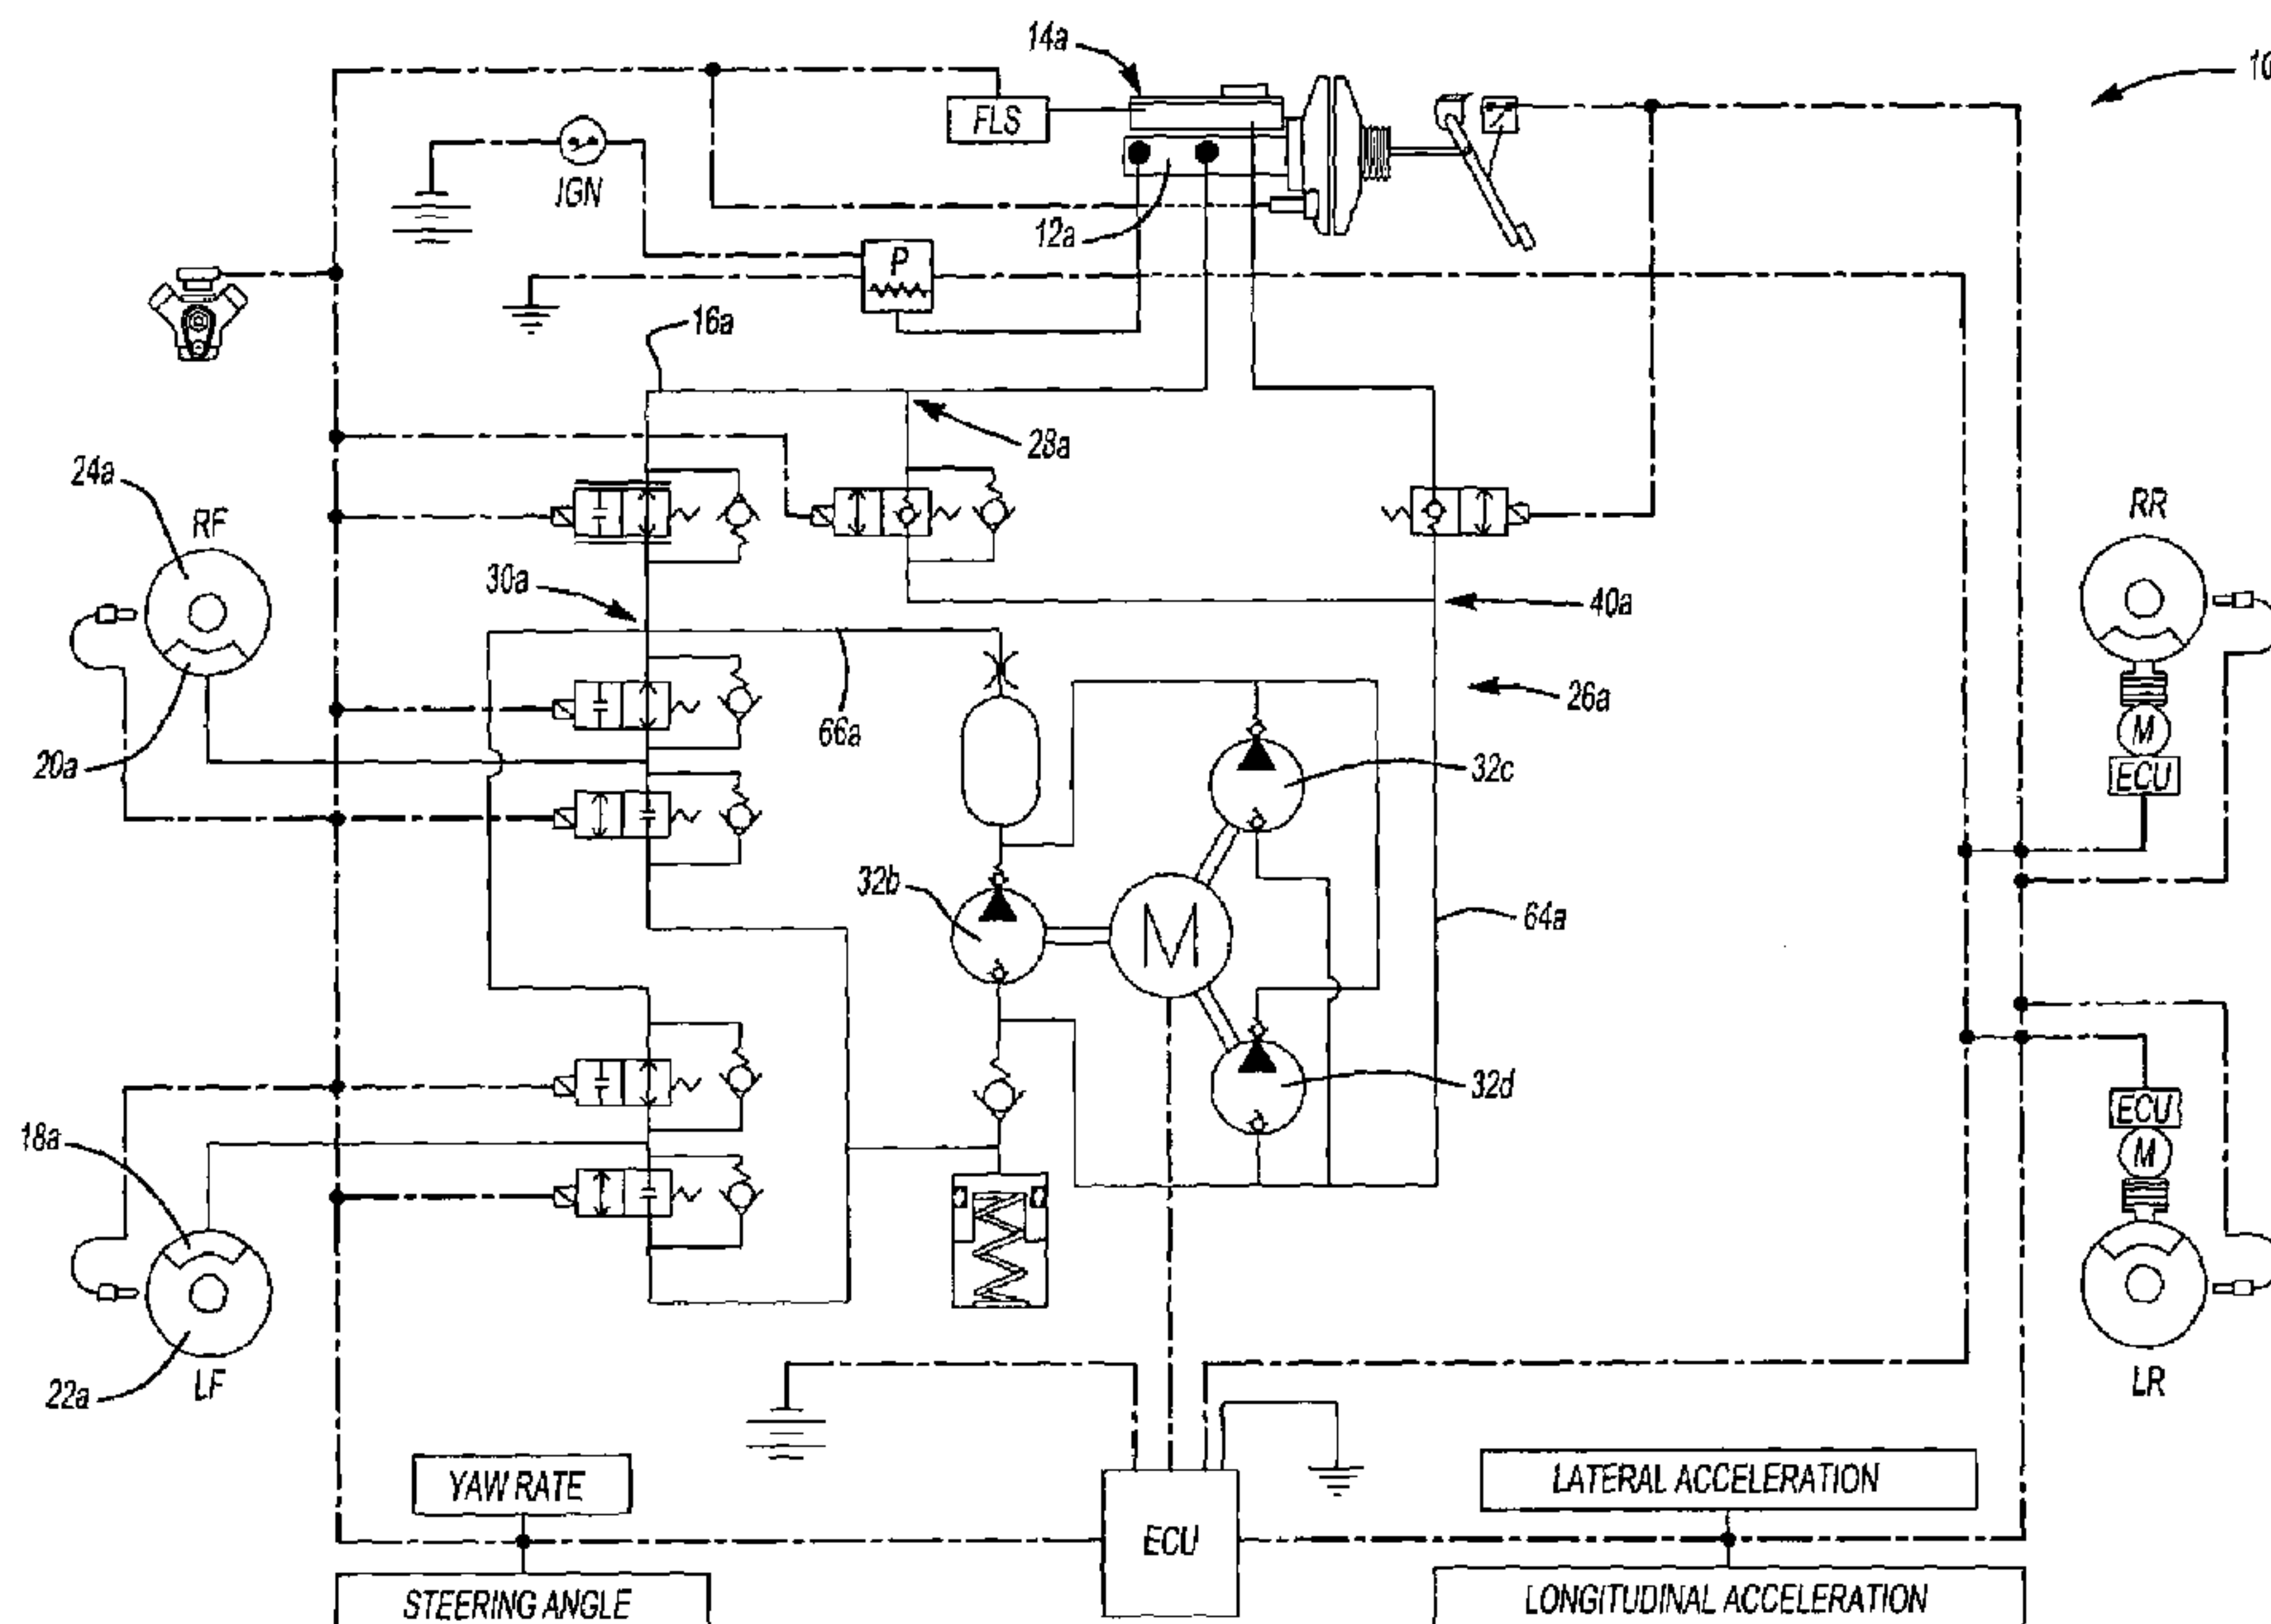 14a
10
FLS
IGN
12a
P
16a
28a
24a
RF
RR
30a
40a
26a
66a
20a
32c
M
ECU
32b
64a
M
32d
ECU
18a
M
22a
LF
LR
YAW RATE
LATERAL ACCELERATION
ECU
STEERING ANGLE
LONGITUDINAL ACCELERATION